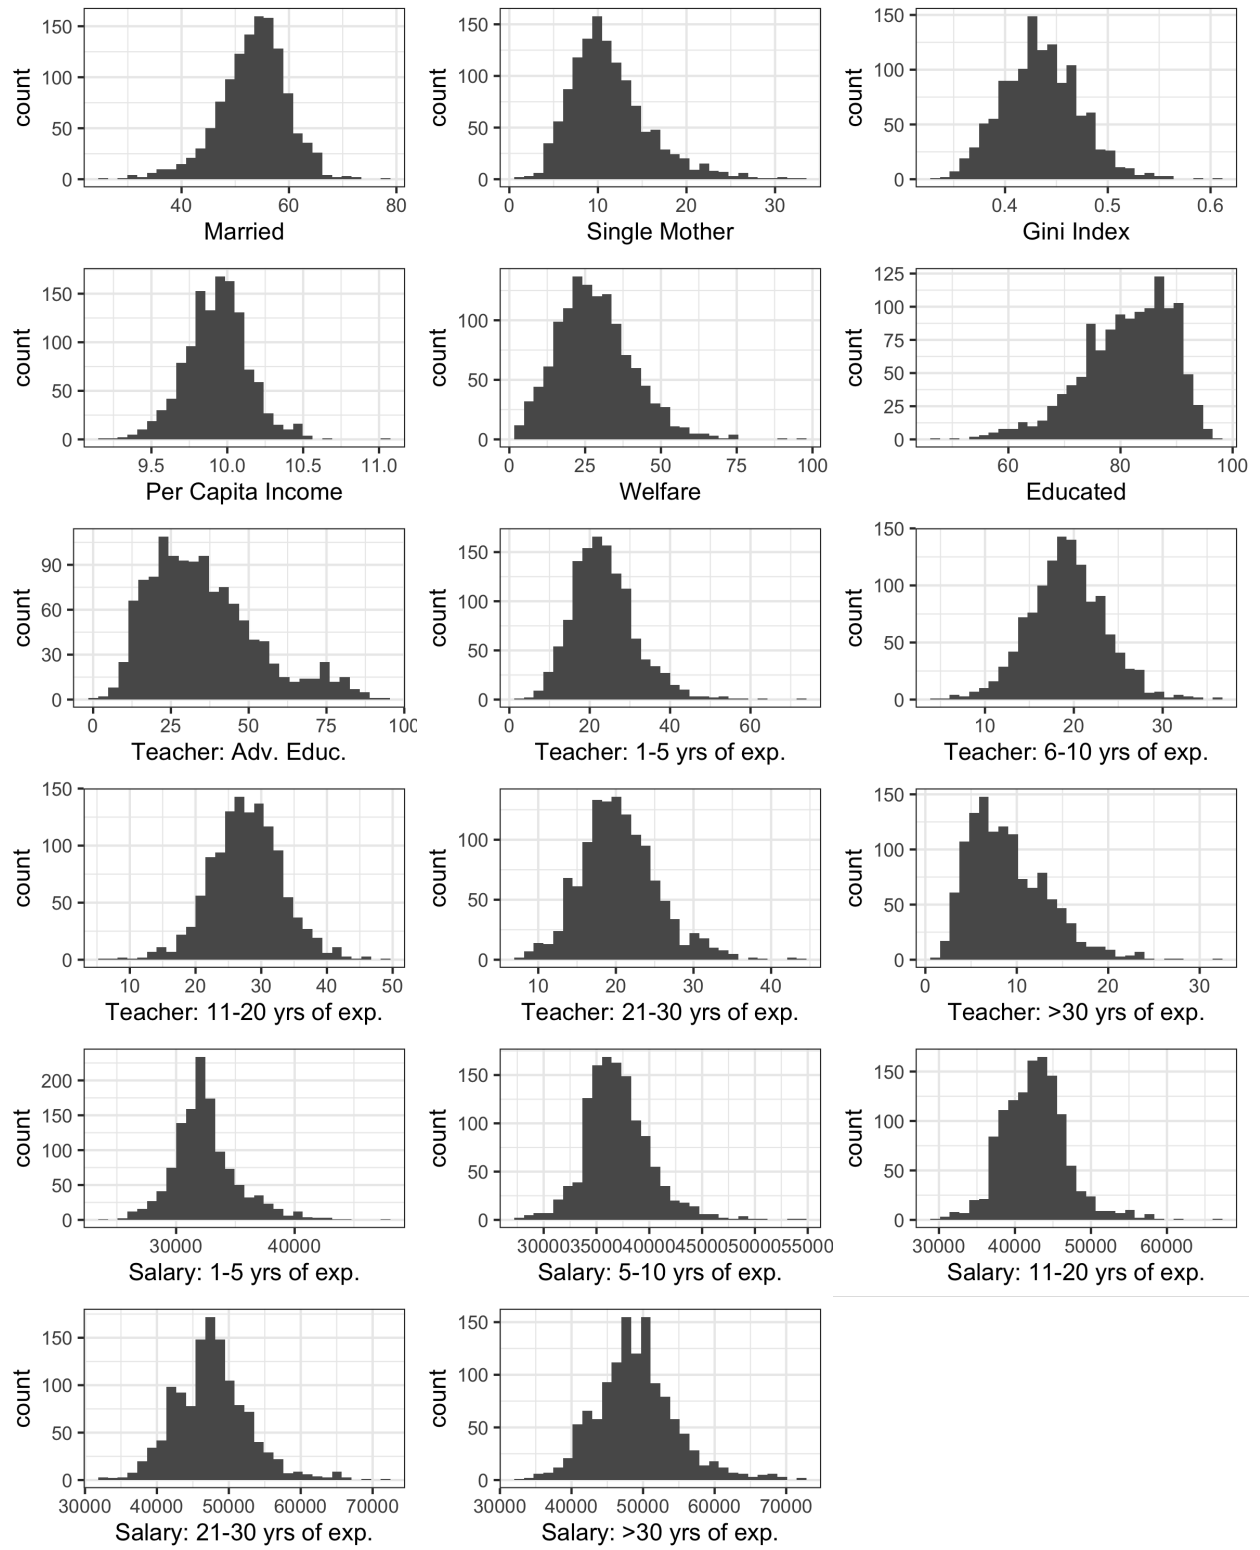 count
150
100
50
0
40 60 80
Married
count
150
100
50
0
0 10 20 30
Single Mother
count
150
100
50
0
0.4 0.5 0.6
Gini Index
count
150
100
50
0
9.5 10.0 10.5 11.0
Per Capita Income
count
100
50
0
0 25 50 75 100
Welfare
count
125
100
75
50
25
0
60 80 100
Educated
count
90
60
30
0
0 25 50 75 100
Teacher: Adv. Educ.
count
150
100
50
0
0 20 40 60
Teacher: 1-5 yrs of exp.
count
150
100
50
0
10 20 30
Teacher: 6-10 yrs of exp.
count
150
100
50
0
10 20 30 40 50
Teacher: 11-20 yrs of exp.
count
100
50
0
10 20 30 40
Teacher: 21-30 yrs of exp.
count
150
100
50
0
0 10 20 30
Teacher: >30 yrs of exp.
count
200
150
100
50
0
30000 40000
Salary: 1-5 yrs of exp.
count
150
100
50
0
30000 35000 40000 45000 50000 55000
Salary: 5-10 yrs of exp.
count
150
100
50
0
30000 40000 50000 60000
Salary: 11-20 yrs of exp.
count
150
100
50
0
30000 40000 50000 60000 70000
Salary: 21-30 yrs of exp.
count
150
100
50
0
30000 40000 50000 60000 70000
Salary: >30 yrs of exp.